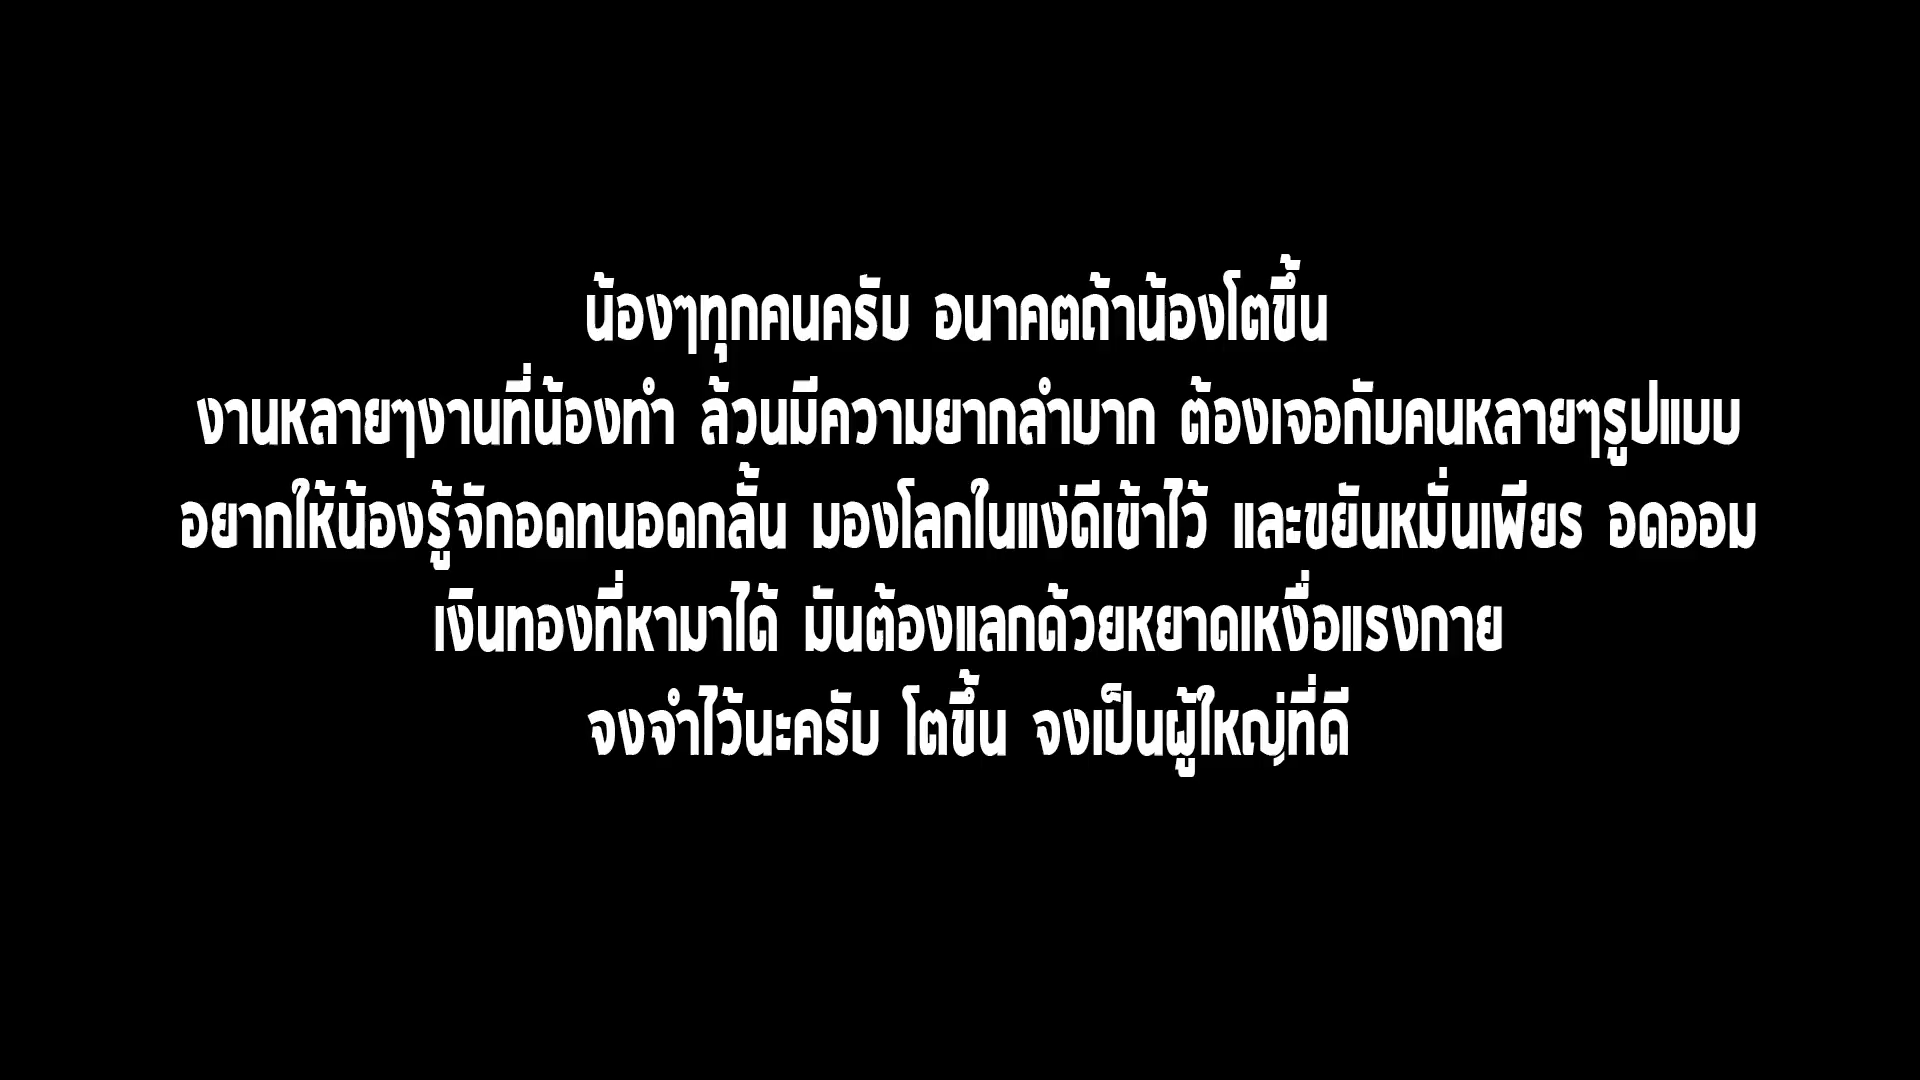 น้องๆทุกคนครับ อนาคตถ้าน้องโตขึ้น
งานหลายๆงานที่น้องทำ ล้วนมีความยากลำบาก ต้องเจอกับคนหลายๆรูปแบบ
อยากให้น้องรู้จักอดทนอดกลั้น มองโลกในแง่ดีเข้าไว้ และขยันหมั่นเพียร อดออม
เงินทองที่หามาได้ มันต้องแลกด้วยหยาดเหงื่อแรงกาย
จงจำไว้นะครับ โตขึ้น จงเป็นผู้ใหญ่ที่ดี